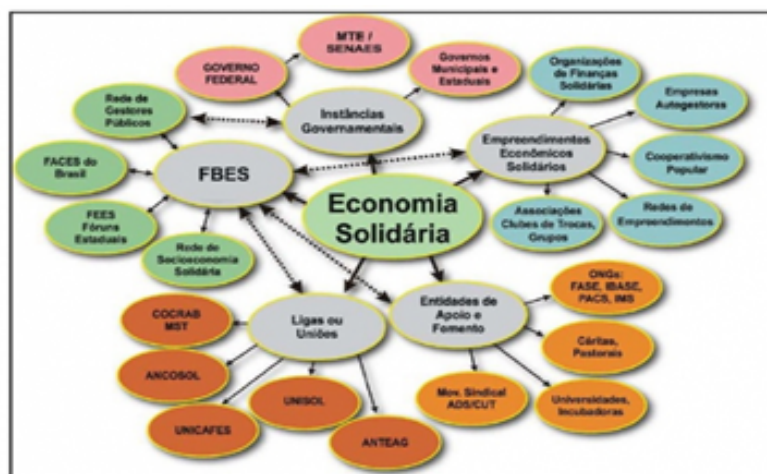 MTE /
SENAES
GOVERNO
FEDERAL
Governos
Municipais e
Estaduais
Organizações
de Finanças
Solidárias
Empresas
Autogestoras
Rede de
Gestores
Públicos
Instâncias
Governamentais
Empreendimentos
Econômicos
Solidários
Cooperativismo
Popular
FACES do
Brasil
FBES
Economia
Solidária
FEES
Fóruns
Estaduais
Rede de
Socioeconomia
Solidária
Associações
Clubes de Trocas,
Grupos
Redes de
Empreendimentos
COCRAB
MST
Ligas ou
Uniões
Entidades de
Apoio e
Fomento
ONGs:
FASE, IBASE,
PACS, IMS
Cáritas,
Pastorais
ANCOSOL
UNICAFES
UNISOL
ANTEAG
Mov. Sindical
ADS/CUT
Universidades,
Incubadoras